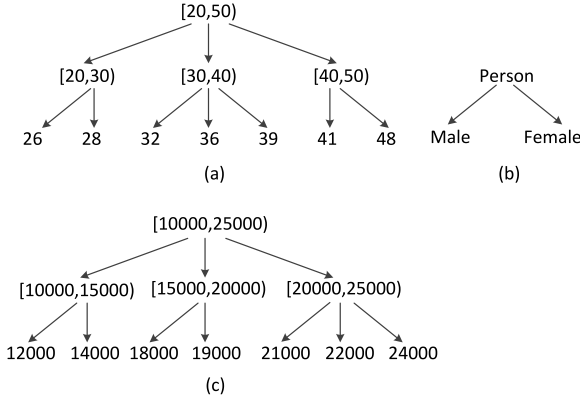 [20,50)
[20,30) [30,40) [40,50)
Person
26 28 32 36 39 41 48
Male Female
(a) (b)
[10000,25000)
[10000,15000) [15000,20000) [20000,25000)
12000 14000 18000 19000 21000 22000 24000
(c)